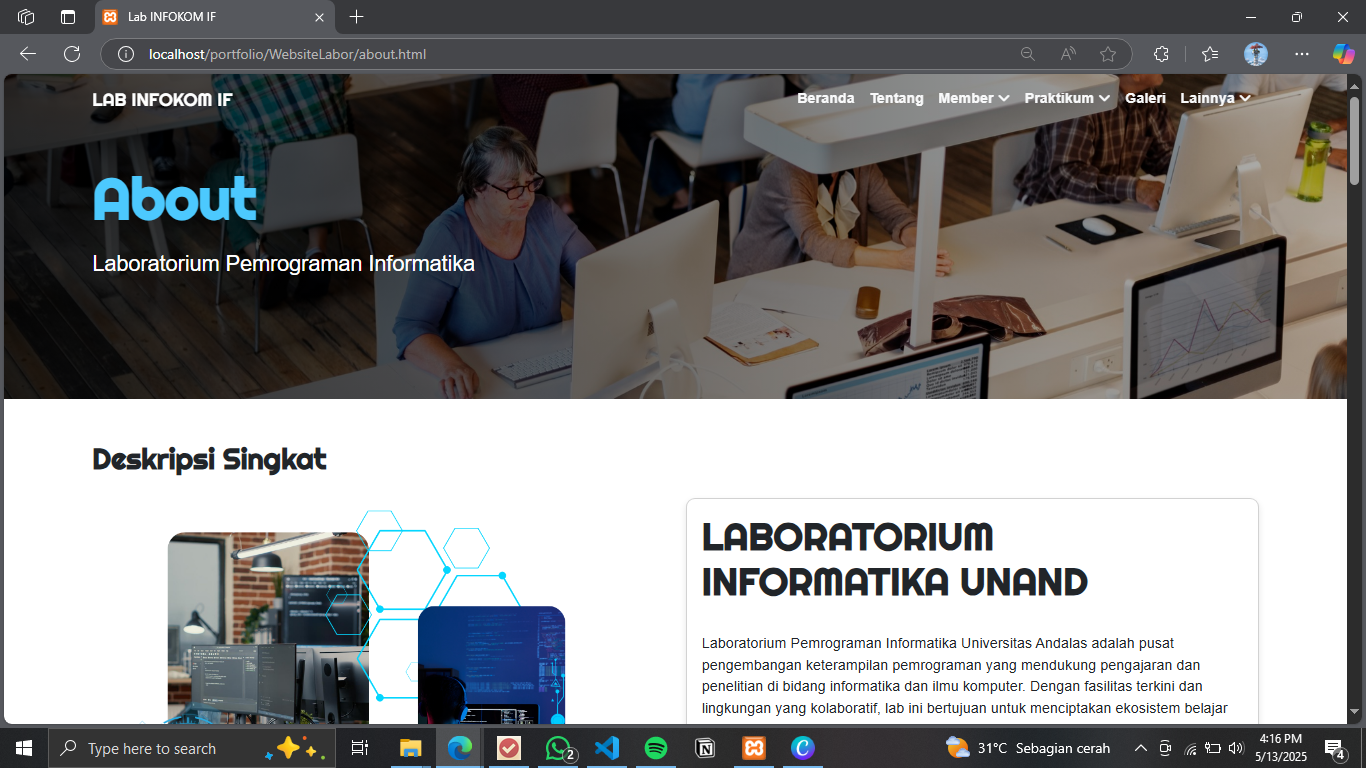 Lab INFOKOM IF
localhost/portfolio/WebsiteLabor/about.html
LAB INFOKOM IF
Beranda Tentang Member Praktikum Galeri Lainnya
About
Laboratorium Pemrograman Informatika
Deskripsi Singkat
LABORATORIUM
INFORMATIKA UNAND
Laboratorium Pemrograman Informatika Universitas Andalas adalah pusat
pengembangan keterampilan pemrograman yang mendukung pengajaran dan
penelitian di bidang informatika dan ilmu komputer. Dengan fasilitas terkini dan
lingkungan yang kolaboratif, lab ini bertujuan untuk menciptakan ekosistem belajar
Type here to search
2
31°C Sebagian cerah
4:16 PM
5/13/2025
4